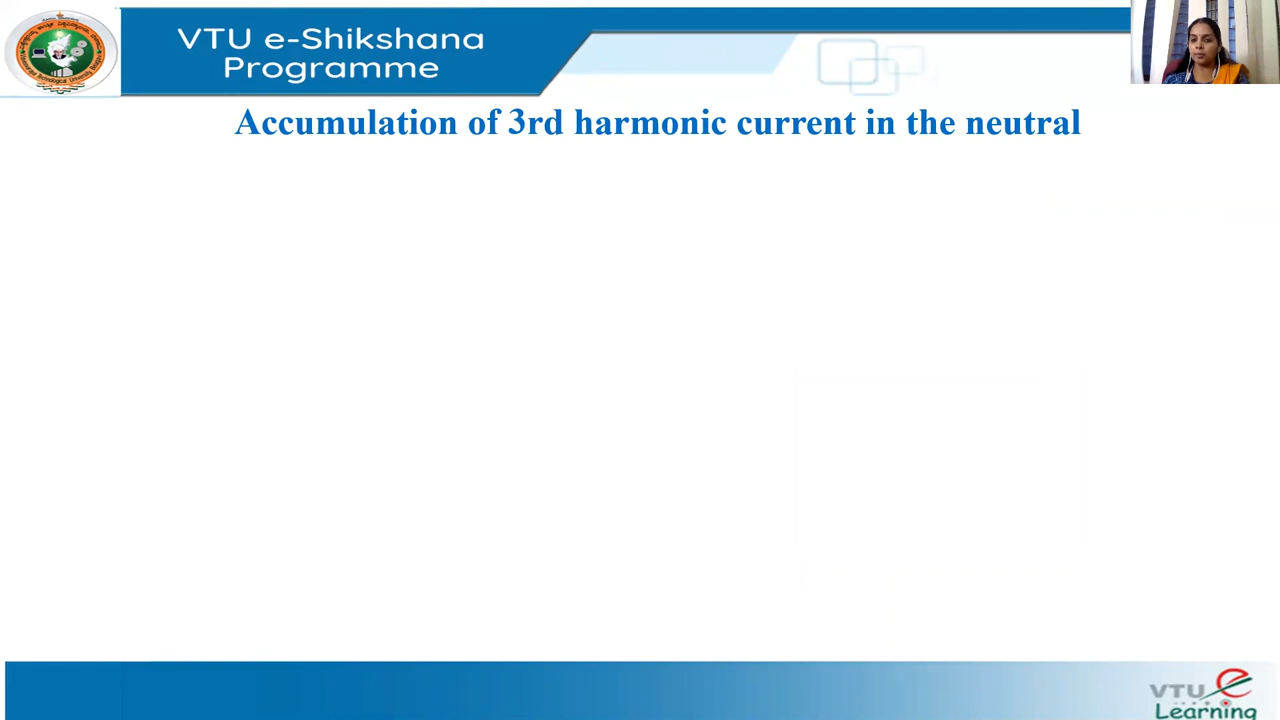 VTU e-Shikshana
Programme
Accumulation of 3rd harmonic current in the neutral
VTU e
Learning